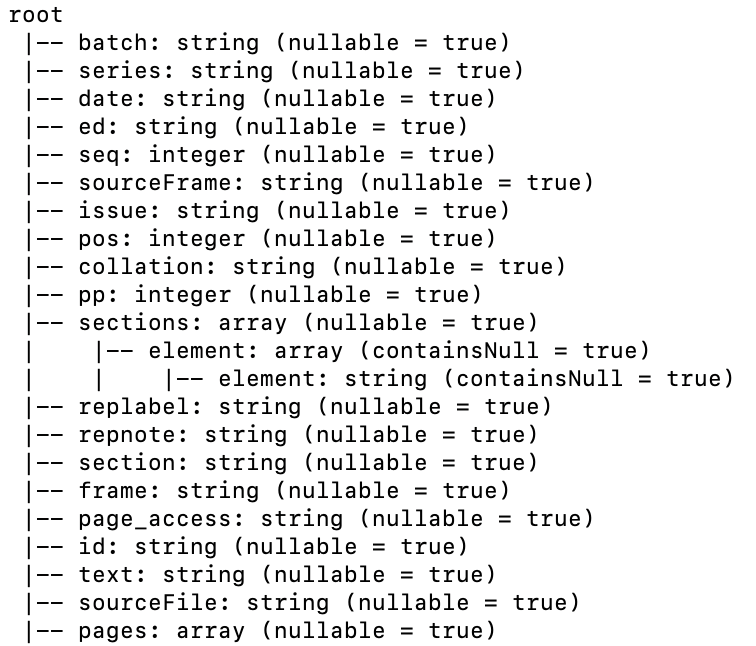 root
 |-- batch: string (nullable = true)
 |-- series: string (nullable = true)
 |-- date: string (nullable = true)
 |-- ed: string (nullable = true)
 |-- seq: integer (nullable = true)
 |-- sourceFrame: string (nullable = true)
 |-- issue: string (nullable = true)
 |-- pos: integer (nullable = true)
 |-- collation: string (nullable = true)
 |-- pp: integer (nullable = true)
 |-- sections: array (nullable = true)
 |    |-- element: array (containsNull = true)
 |    |    |-- element: string (containsNull = true)
 |-- replabel: string (nullable = true)
 |-- repnote: string (nullable = true)
 |-- section: string (nullable = true)
 |-- frame: string (nullable = true)
 |-- page_access: string (nullable = true)
 |-- id: string (nullable = true)
 |-- text: string (nullable = true)
 |-- sourceFile: string (nullable = true)
 |-- pages: array (nullable = true)